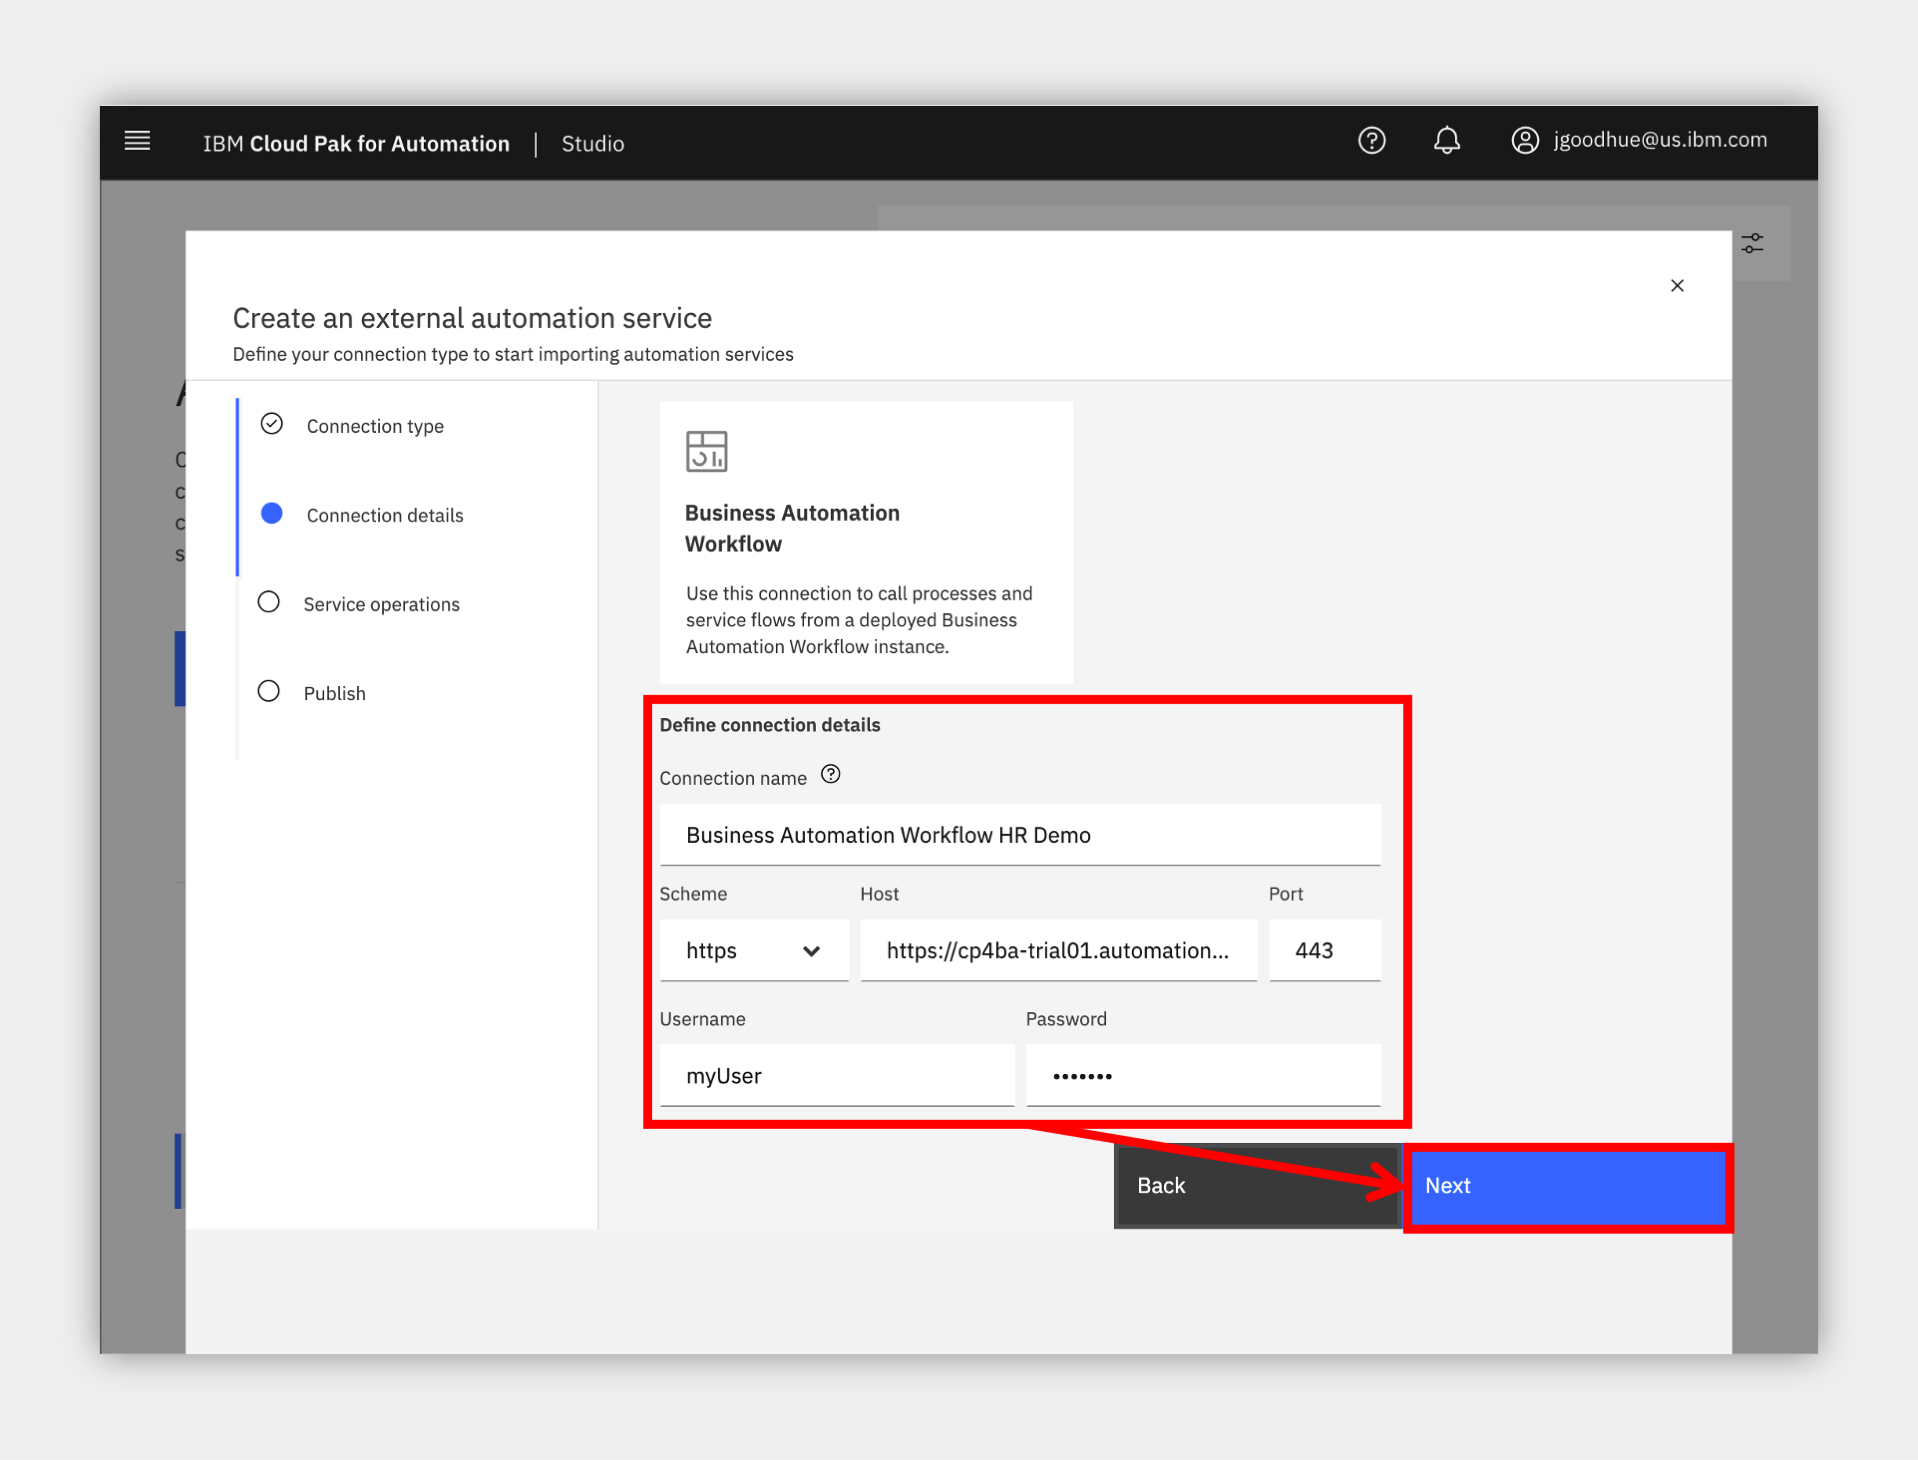 IBM Cloud Pak for Automation | Studio
jgoodhue@us.ibm.com
Create an external automation service
Define your connection type to start importing automation services
Connection type
Connection details
Service operations
Publish
Business Automation
Workflow
Use this connection to call processes and
service flows from a deployed Business
Automation Workflow instance.
Define connection details
Connection name
Business Automation Workflow HR Demo
Scheme Host Port
https https://cp4ba-trial01.automation... 443
Username Password
myUser •••••••
Back Next